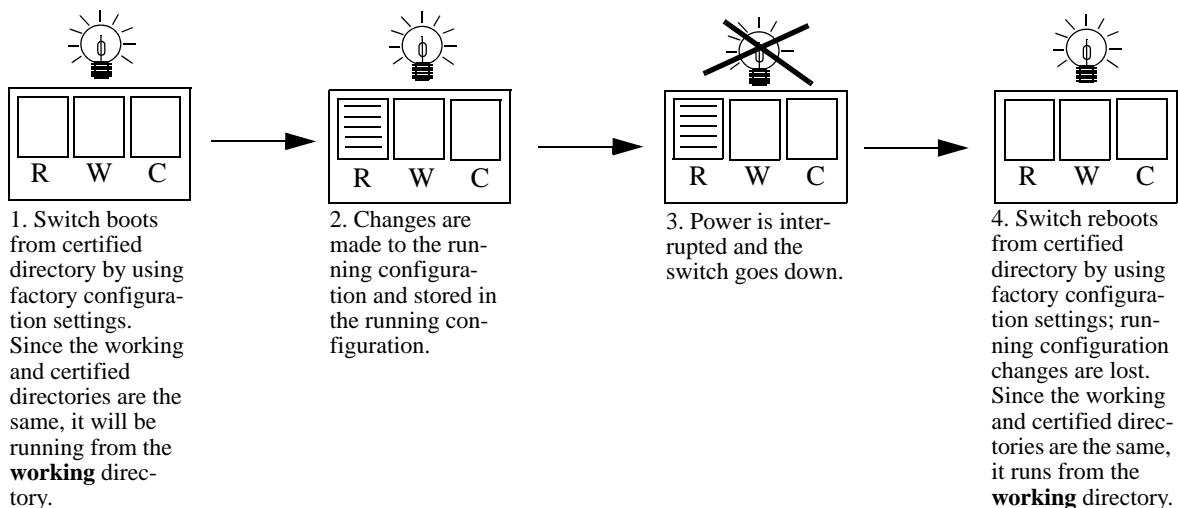 R W C
1. Switch boots
from certified
directory by using
factory configura-
tion settings.
Since the working
and certified
directories are the
same, it will be
running from the
working direc-
tory.
R W C
2. Changes are
made to the run-
ning configura-
tion and stored in
the running con-
figuration.
R W C
3. Power is inter-
rupted and the
switch goes down.
R W C
4. Switch reboots
from certified
directory by using
factory configura-
tion settings; run-
ning configuration
changes are lost.
Since the working
and certified direc-
tories are the same,
it runs from the
working directory.